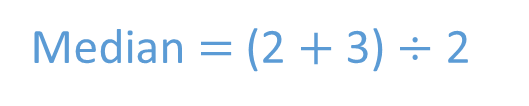 Median = (2 + 3) ÷ 2